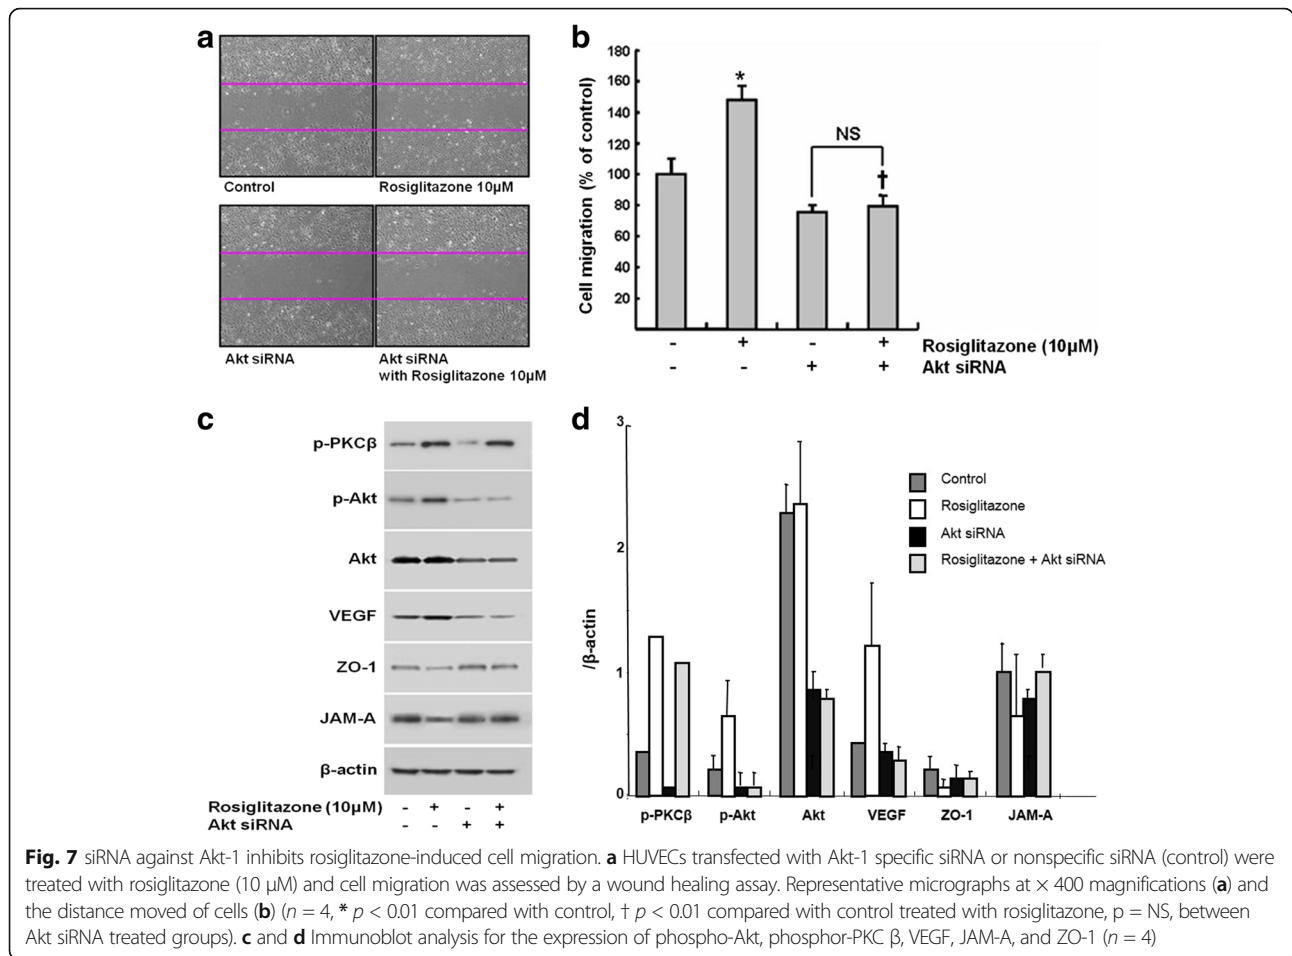 a
Control
Rosiglitazone 10µM
Akt siRNA
Akt siRNA
with Rosiglitazone 10µM
b
Cell migration (% of control)
180
160
140
120
100
80
60
40
20
*
NS
†
- + - + Rosiglitazone (10µM)
- - + + Akt siRNA
c
p-PKCβ
p-Akt
Akt
VEGF
ZO-1
JAM-A
β-actin
Rosiglitazone (10µM) - + - +
Akt siRNA - - + +
d
/β-actin
3
2
1
0
Control
Rosiglitazone
Akt siRNA
Rosiglitazone + Akt siRNA
p-PKCβ p-Akt Akt VEGF ZO-1 JAM-A
Fig. 7 siRNA against Akt-1 inhibits rosiglitazone-induced cell migration. a HUVECs transfected with Akt-1 specific siRNA or nonspecific siRNA (control) were
treated with rosiglitazone (10 µM) and cell migration was assessed by a wound healing assay. Representative micrographs at × 400 magnifications (a) and
the distance moved of cells (b) (n = 4, * p < 0.01 compared with control, † p < 0.01 compared with control treated with rosiglitazone, p = NS, between
Akt siRNA treated groups). c and d Immunoblot analysis for the expression of phospho-Akt, phosphor-PKC β, VEGF, JAM-A, and ZO-1 (n = 4)